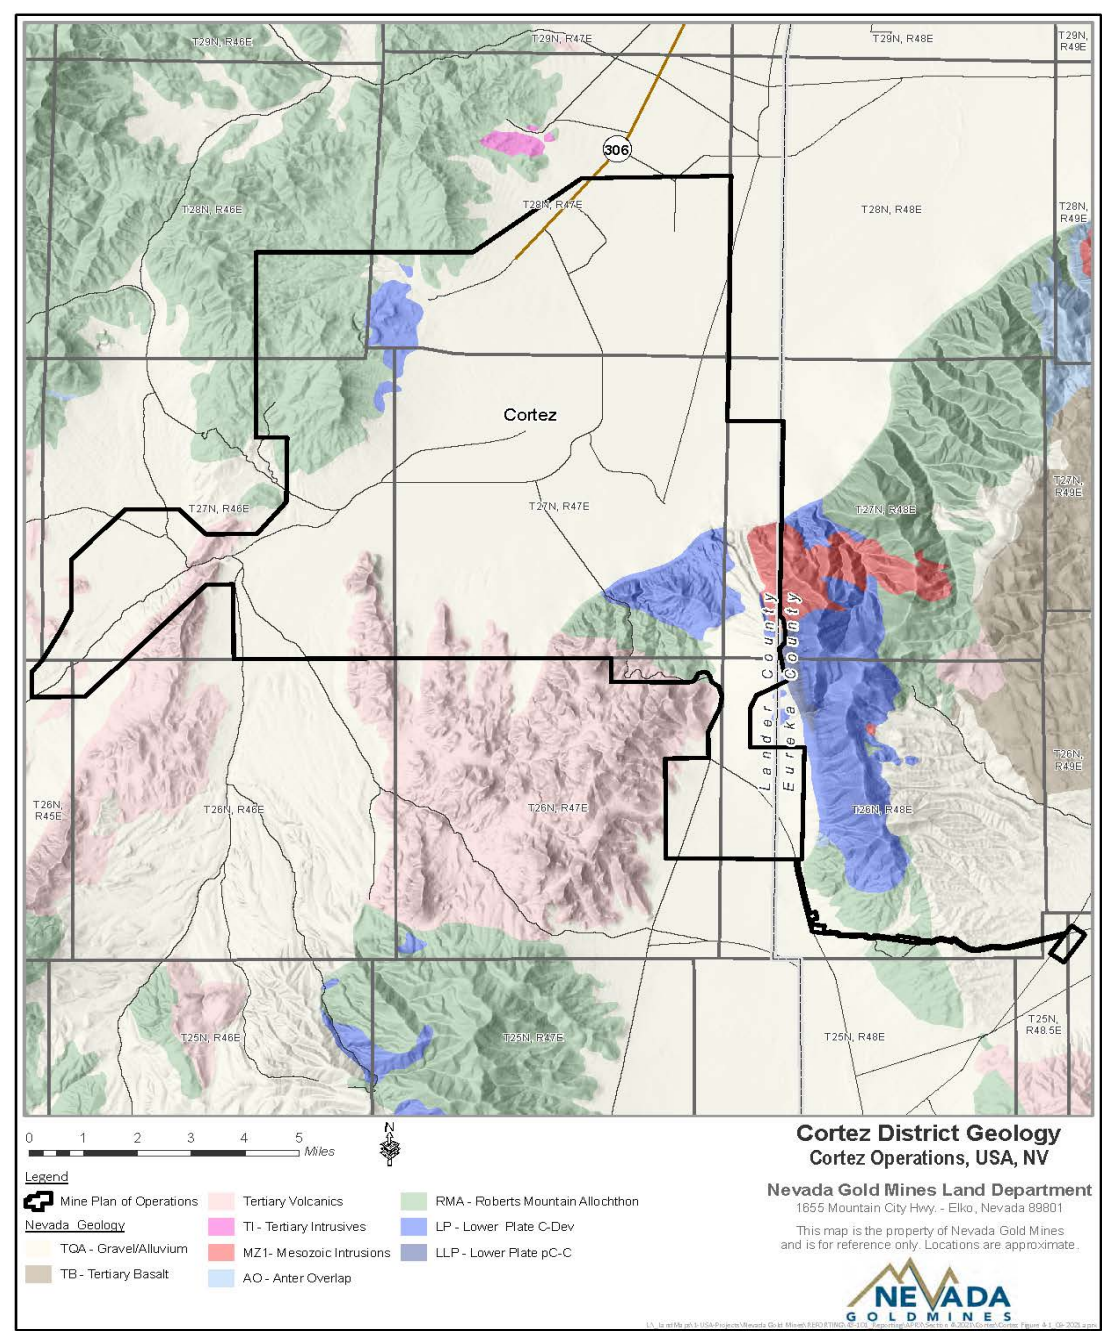 T29N, R46E
T29N, R47E
T29N, R48E
T29N,
R49E
306
T28N, R46E
T28N, R47E
T28N, R48E
T28N,
R49E
Cortez
T27N, R46E
T27N, R47E
T27N, R48E
T27N,
R49E
Lander County
Eureka County
T26N,
R45E
T26N, R46E
T26N, R47E
T26N, R48E
T26N,
R49E
T25N, R46E
T25N, R47E
T25N, R48E
T25N,
R48.5E
0 1 2 3 4 5
Miles
N
Legend
Mine Plan of Operations
Nevada Geology
TQA - Gravel/Alluvium
TB - Tertiary Basalt
Tertiary Volcanics
TI - Tertiary Intrusives
MZ1- Mesozoic Intrusions
AO - Anter Overlap
RMA - Roberts Mountain Allochthon
LP - Lower Plate C-Dev
LLP - Lower Plate pC-C
Cortez District Geology
Cortez Operations, USA, NV
Nevada Gold Mines Land Department
1655 Mountain City Hwy. - Elko, Nevada 89801
This map is the property of Nevada Gold Mines
and is for reference only. Locations are approximate.
NEVADA
GOLDMINES